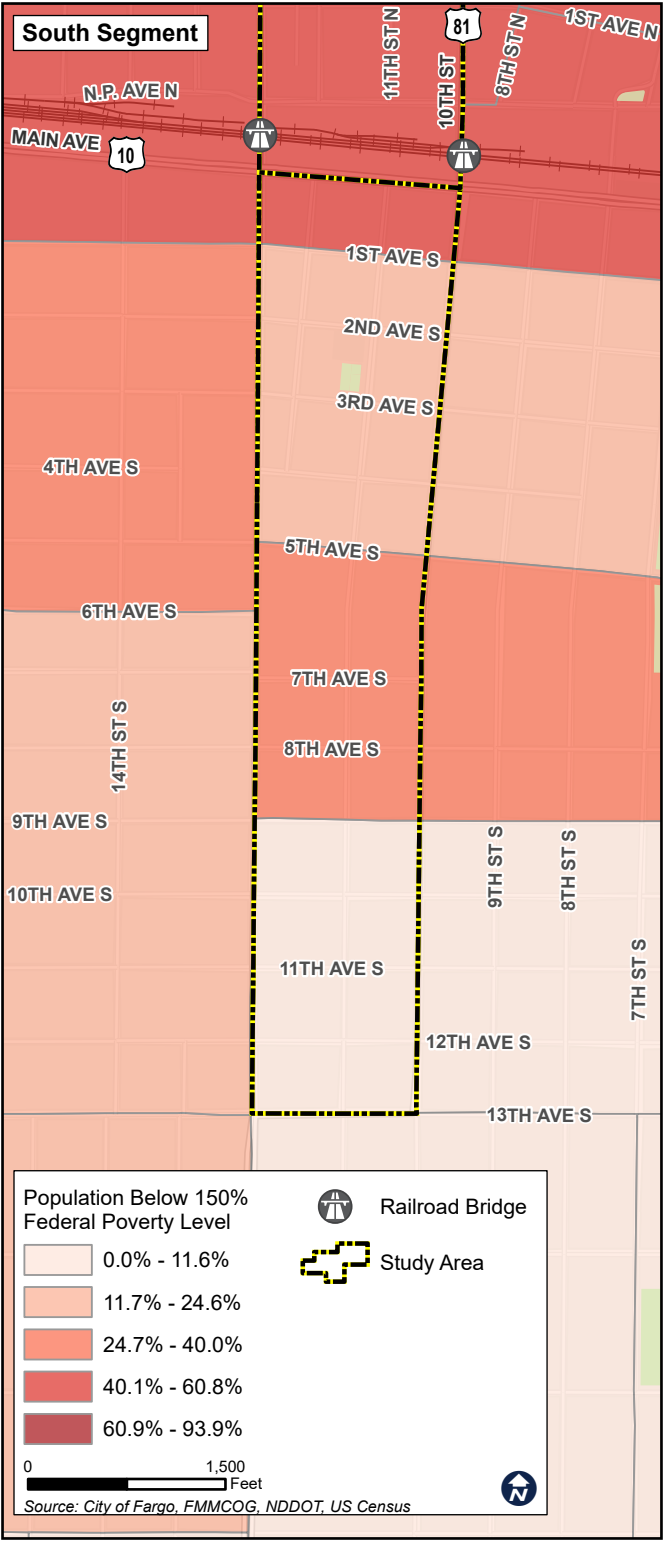 South Segment
11TH ST N
81
10TH ST
8TH ST N
1ST AVE N
N.P. AVE N
MAIN AVE
10
1ST AVE S
2ND AVE S
3RD AVE S
4TH AVE S
5TH AVE S
6TH AVE S
7TH AVE S
14TH ST S
8TH AVE S
9TH AVE S
9TH ST S
8TH ST S
10TH AVE S
11TH AVE S
7TH ST S
12TH AVE S
13TH AVE S
Population Below 150%
Federal Poverty Level
0.0% - 11.6%
11.7% - 24.6%
24.7% - 40.0%
40.1% - 60.8%
60.9% - 93.9%
Railroad Bridge
Study Area
0 1,500
Feet
Source: City of Fargo, FMMCOG, NDDOT, US Census
N